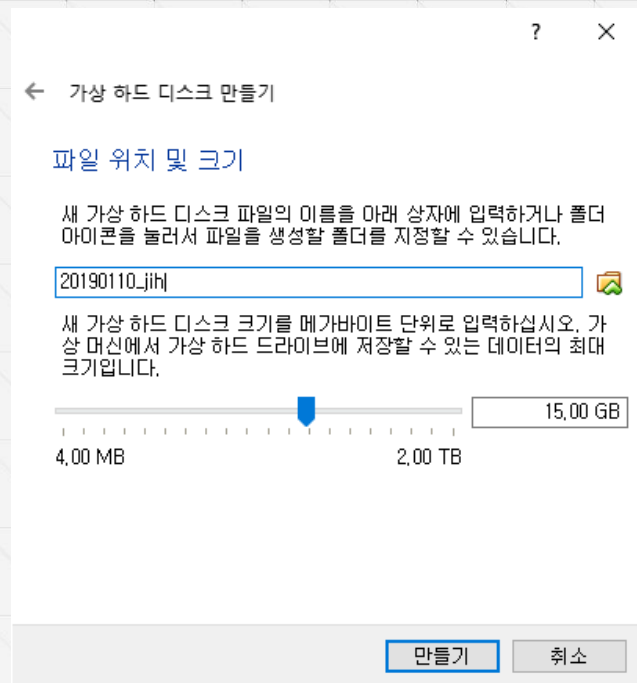 ?
← 가상 하드 디스크 만들기
파일 위치 및 크기
새 가상 하드 디스크 파일의 이름을 아래 상자에 입력하거나 폴더
아이콘을 눌러서 파일을 생성할 폴더를 지정할 수 있습니다.
20190110_jih
새 가상 하드 디스크 크기를 메가바이트 단위로 입력하십시오. 가
상 머신에서 가상 하드 드라이브에 저장할 수 있는 데이터의 최대
크기입니다.
15,00 GB
4,00 MB 2,00 TB
만들기 취소